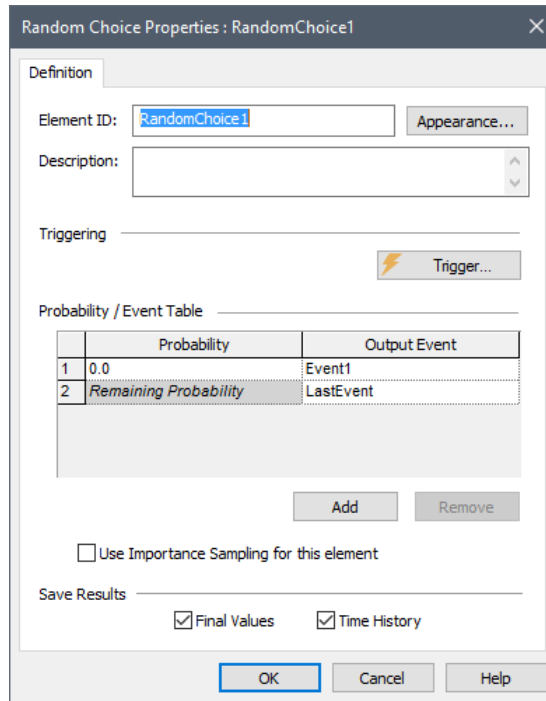 Random Choice Properties : RandomChoice1
Definition
Element ID: RandomChoice1 Appearance...
Description:
Triggering
Trigger...
Probability / Event Table
Probability Output Event
1 0.0 Event1
2 Remaining Probability LastEvent
Add Remove
Use Importance Sampling for this element
Save Results
Final Values Time History
OK Cancel Help